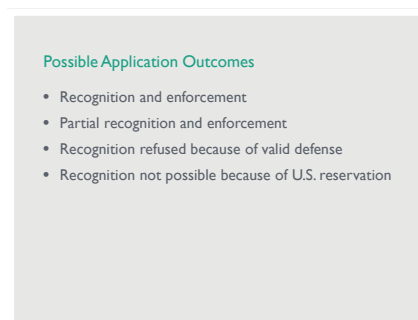 Possible Application Outcomes
• Recognition and enforcement
• Partial recognition and enforcement
• Recognition refused because of valid defense
• Recognition not possible because of U.S. reservation